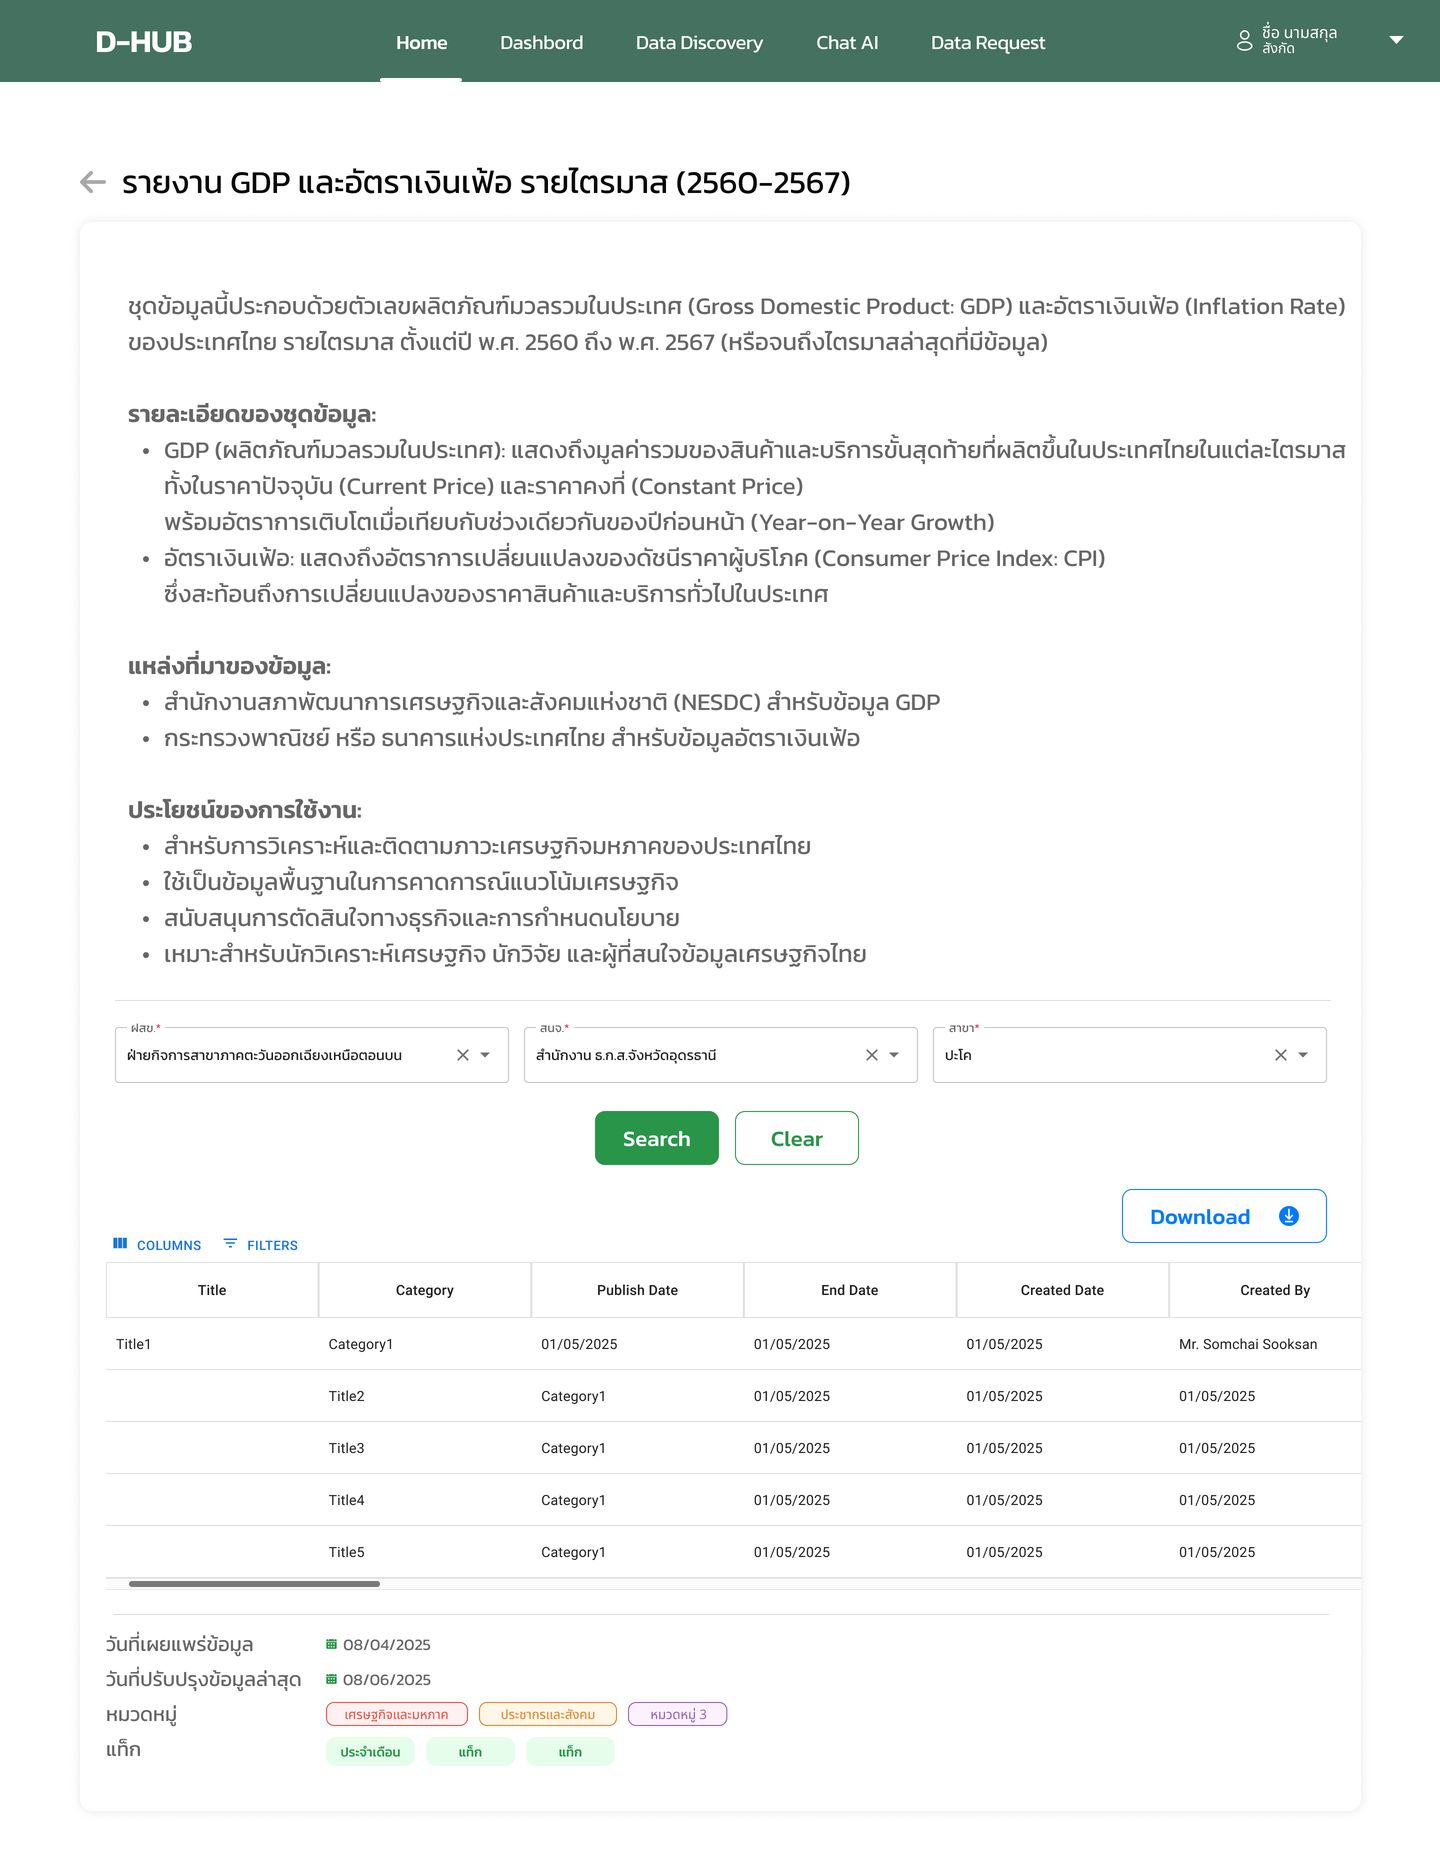 D-HUB
Home
Dashbord
Data Discovery
Chat AI
Data Request
ชื่อ นามสกุล
สังกัด
รายงาน GDP และอัตราเงินเฟ้อ รายไตรมาส (2560-2567)
ชุดข้อมูลนี้ประกอบด้วยตัวเลขผลิตภัณฑ์มวลรวมในประเทศ (Gross Domestic Product: GDP) และอัตราเงินเฟ้อ (Inflation Rate)
ของประเทศไทย รายไตรมาส ตั้งแต่ปี พ.ศ. 2560 ถึง พ.ศ. 2567 (หรือจนถึงไตรมาสล่าสุดที่มีข้อมูล)
รายละเอียดของชุดข้อมูล:
• GDP (ผลิตภัณฑ์มวลรวมในประเทศ): แสดงถึงมูลค่ารวมของสินค้าและบริการขั้นสุดท้ายที่ผลิตขึ้นในประเทศไทยในแต่ละไตรมาส
ทั้งในราคาปัจจุบัน (Current Price) และราคาคงที่ (Constant Price)
พร้อมอัตราการเติบโตเมื่อเทียบกับช่วงเดียวกันของปีก่อนหน้า (Year-on-Year Growth)
• อัตราเงินเฟ้อ: แสดงถึงอัตราการเปลี่ยนแปลงของดัชนีราคาผู้บริโภค (Consumer Price Index: CPI)
ซึ่งสะท้อนถึงการเปลี่ยนแปลงของราคาสินค้าและบริการทั่วไปในประเทศ
แหล่งที่มาของข้อมูล:
• สำนักงานสภาพัฒนาการเศรษฐกิจและสังคมแห่งชาติ (NESDC) สำหรับข้อมูล GDP
• กระทรวงพาณิชย์ หรือ ธนาคารแห่งประเทศไทย สำหรับข้อมูลอัตราเงินเฟ้อ
ประโยชน์ของการใช้งาน:
• สำหรับการวิเคราะห์และติดตามภาวะเศรษฐกิจมหภาคของประเทศไทย
• ใช้เป็นข้อมูลพื้นฐานในการคาดการณ์แนวโน้มเศรษฐกิจ
• สนับสนุนการตัดสินใจทางธุรกิจและการกำหนดนโยบาย
• เหมาะสำหรับนักวิเคราะห์เศรษฐกิจ นักวิจัย และผู้ที่สนใจข้อมูลเศรษฐกิจไทย
ฝสข.*
ฝ่ายกิจการสาขาภาคตะวันออกเฉียงเหนือตอนบน
สนจ.*
สำนักงาน ธ.ก.ส.จังหวัดอุดรธานี
สาขา*
ปะโค
Search
Clear
Download
COLUMNS
FILTERS
Title Category Publish Date End Date Created Date Created By
Title1 Category1 01/05/2025 01/05/2025 01/05/2025 Mr. Somchai Sooksan
Title2 Category1 01/05/2025 01/05/2025 01/05/2025
Title3 Category1 01/05/2025 01/05/2025 01/05/2025
Title4 Category1 01/05/2025 01/05/2025 01/05/2025
Title5 Category1 01/05/2025 01/05/2025 01/05/2025
วันที่เผยแพร่ข้อมูล 08/04/2025
วันที่ปรับปรุงข้อมูลล่าสุด 08/06/2025
หมวดหมู่ เศรษฐกิจและมหภาค ประชากรและสังคม หมวดหมู่ 3
แท็ก ประจำเดือน แท็ก แท็ก